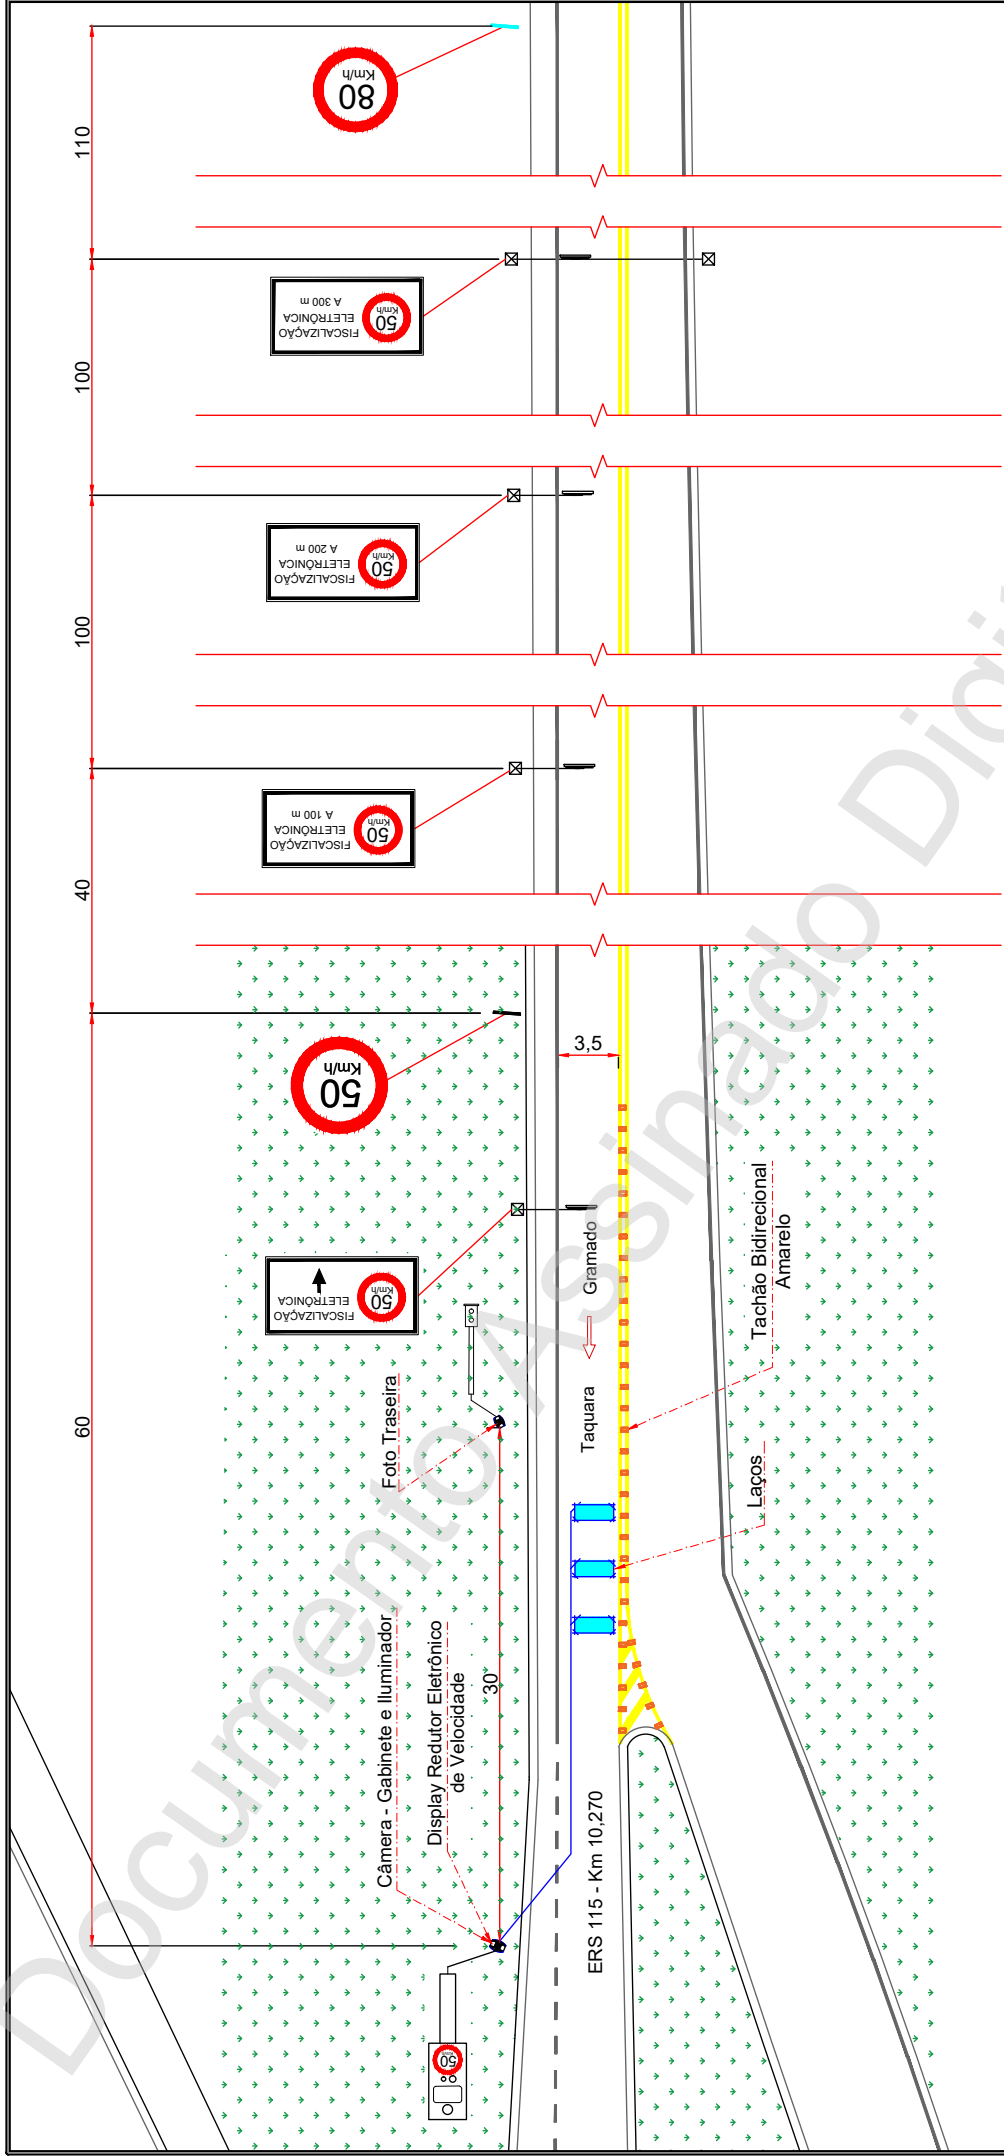 80
Km/h
110
FISCALIZAÇÃO
ELETRÔNICA
A 300 m
50
Km/h
100
FISCALIZAÇÃO
ELETRÔNICA
A 200 m
50
Km/h
100
FISCALIZAÇÃO
ELETRÔNICA
A 100 m
50
Km/h
40
50
Km/h
3,5
FISCALIZAÇÃO
ELETRÔNICA
50
Km/h
Gramado
Taquara
Tachão Bidirecional
Amarelo
Laços
60
Foto Traseira
30
Câmera - Gabinete e Iluminador
Display Redutor Eletrônico
de Velocidade
ERS 115 - Km 10,270
50
Documento Assinado Digi